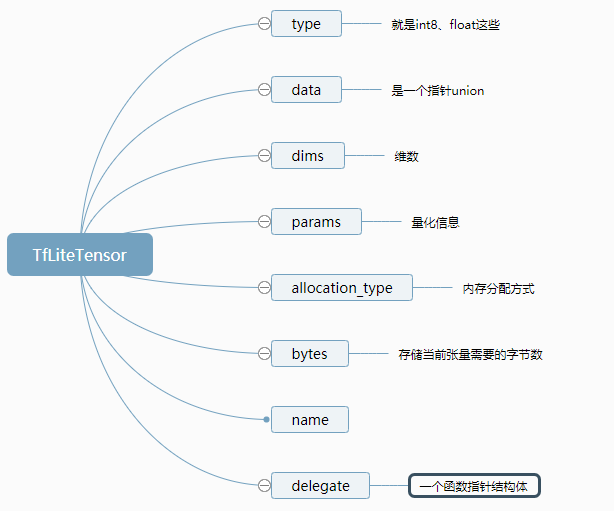 type
就是int8、float这些
data
是一个指针union
dims
维数
params
量化信息
TfLiteTensor
allocation_type
内存分配方式
bytes
存储当前张量需要的字节数
name
delegate
一个函数指针结构体